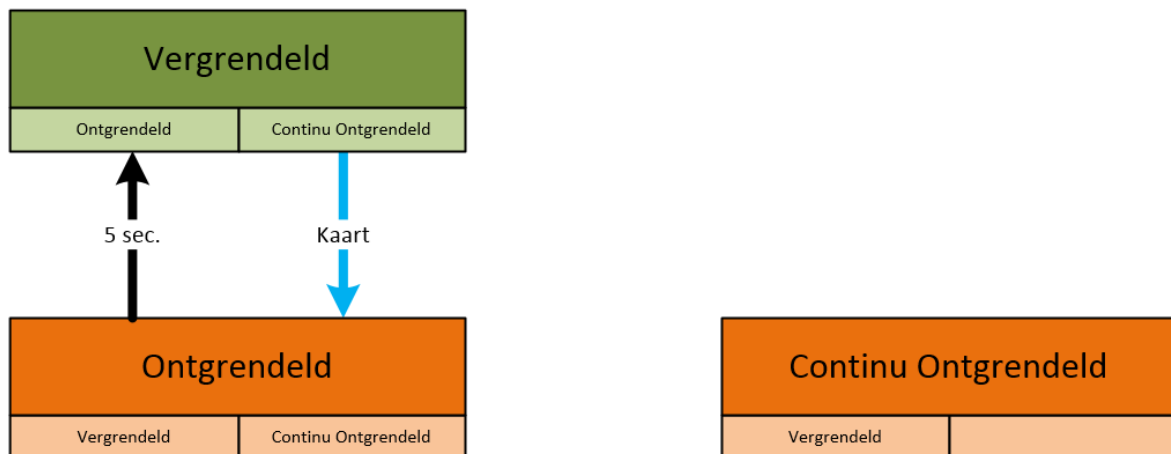 Vergrendeld
Ontgrendeld
Continu Ontgrendeld
5 sec.
Kaart
Ontgrendeld
Continu Ontgrendeld
Vergrendeld
Continu Ontgrendeld
Vergrendeld